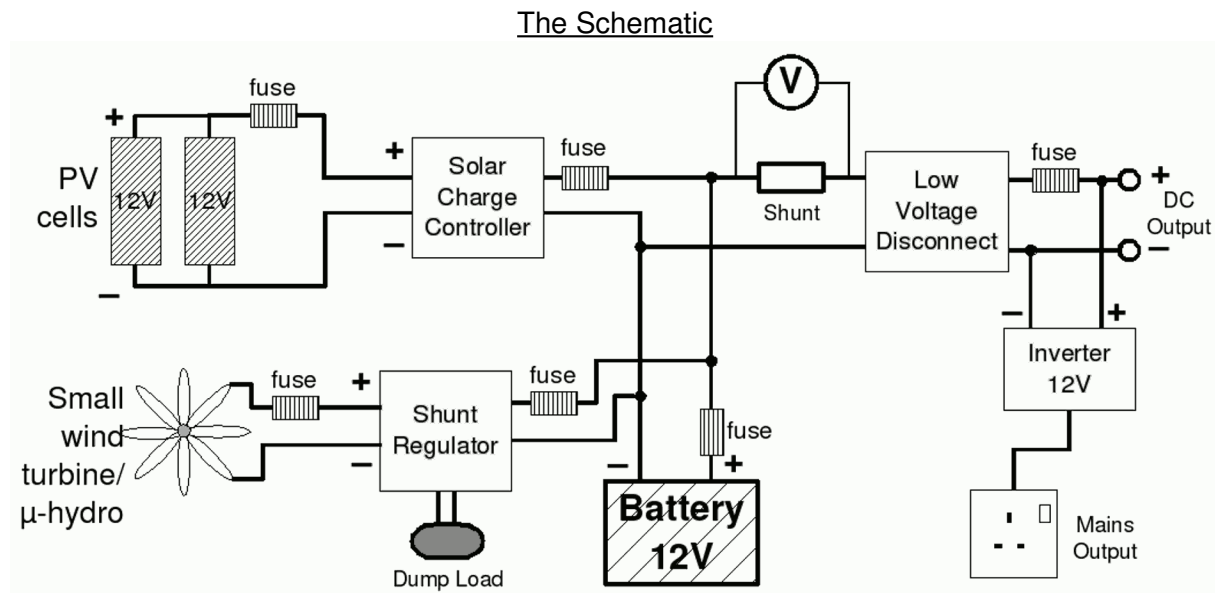 The Schematic
fuse
V
+
PV
cells
12V
12V
+
Solar
Charge
Controller
fuse
Shunt
Low
Voltage
Disconnect
fuse
+
DC
Output
−
−
−
−
+
Inverter
12V
Small
wind
turbine/
μ-hydro
fuse
+
Shunt
Regulator
fuse
fuse
−
−
+
Battery
12V
Dump Load
Mains
Output